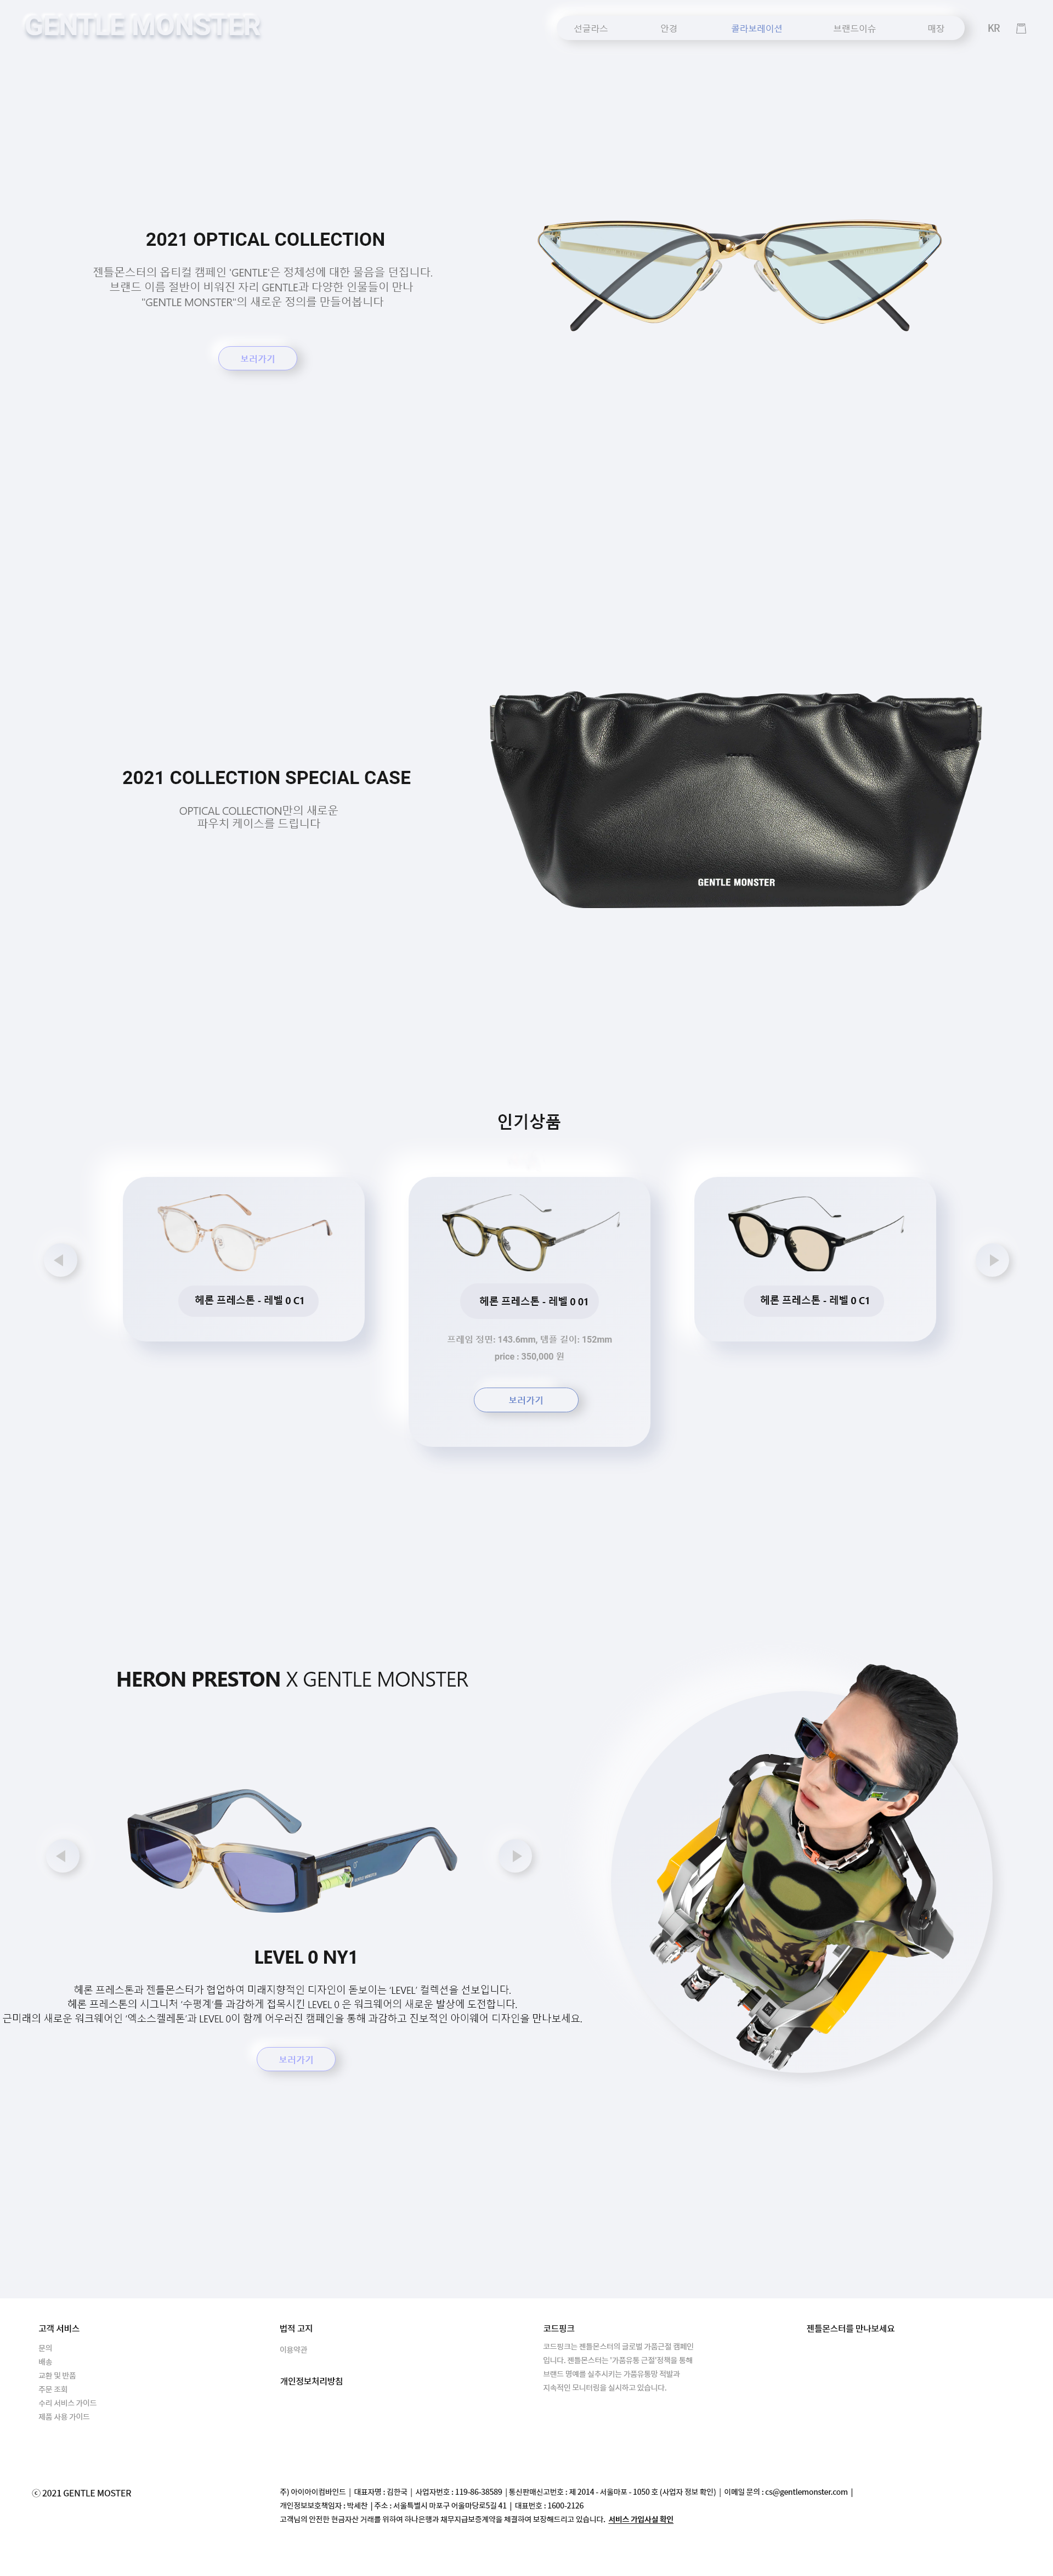 GENTLE MONSTER
선글라스
안경
콜라보레이션
브랜드이슈
매장
KR
2021 OPTICAL COLLECTION
젠틀몬스터의 옵티컬 캠페인 'GENTLE'은 정체성에 대한 물음을 던집니다.
브랜드 이름 절반이 비워진 자리 GENTLE과 다양한 인물들이 만나
"GENTLE MONSTER"의 새로운 정의를 만들어봅니다
보러가기
2021 COLLECTION SPECIAL CASE
OPTICAL COLLECTION만의 새로운
파우치 케이스를 드립니다
GENTLE MONSTER
인기상품
헤론 프레스톤 - 레벨 0 C1
헤론 프레스톤 - 레벨 0 01
헤론 프레스톤 - 레벨 0 C1
프레임 정면: 143.6mm, 템플 길이: 152mm
price : 350,000 원
보러가기
HERON PRESTON X GENTLE MONSTER
LEVEL 0 NY1
헤론 프레스톤과 젠틀몬스터가 협업하여 미래지향적인 디자인이 돋보이는 'LEVEL' 컬렉션을 선보입니다.
헤론 프레스톤의 시그니처 '수평계'를 과감하게 접목시킨 LEVEL 0 은 워크웨어의 새로운 발상에 도전합니다.
근미래의 새로운 워크웨어인 '엑소스켈레톤'과 LEVEL 0이 함께 어우러진 캠페인을 통해 과감하고 진보적인 아이웨어 디자인을 만나보세요.
보러가기
고객 서비스
문의
배송
교환 및 반품
주문 조회
수리 서비스 가이드
제품 사용 가이드
법적 고지
이용약관
개인정보처리방침
코드핑크
코드핑크는 젠틀몬스터의 글로벌 가품근절 캠페인
입니다. 젠틀몬스터는 '가품유통 근절'정책을 통해
브랜드 명예를 실추시키는 가품유통망 적발과
지속적인 모니터링을 실시하고 있습니다.
젠틀몬스터를 만나보세요
ⓒ 2021 GENTLE MOSTER
주) 아이아이컴바인드 | 대표자명 : 김한국 | 사업자번호 : 119-86-38589 | 통신판매신고번호 : 제 2014 - 서울마포 - 1050 호 (사업자 정보 확인) | 이메일 문의 : cs@gentlemonster.com |
개인정보보호책임자 : 박세찬 | 주소 : 서울특별시 마포구 어울마당로5길 41 | 대표번호 : 1600-2126
고객님의 안전한 현금자산 거래를 위하여 하나은행과 채무지급보증계약을 체결하여 보장해드리고 있습니다. 서비스 가입사실 확인